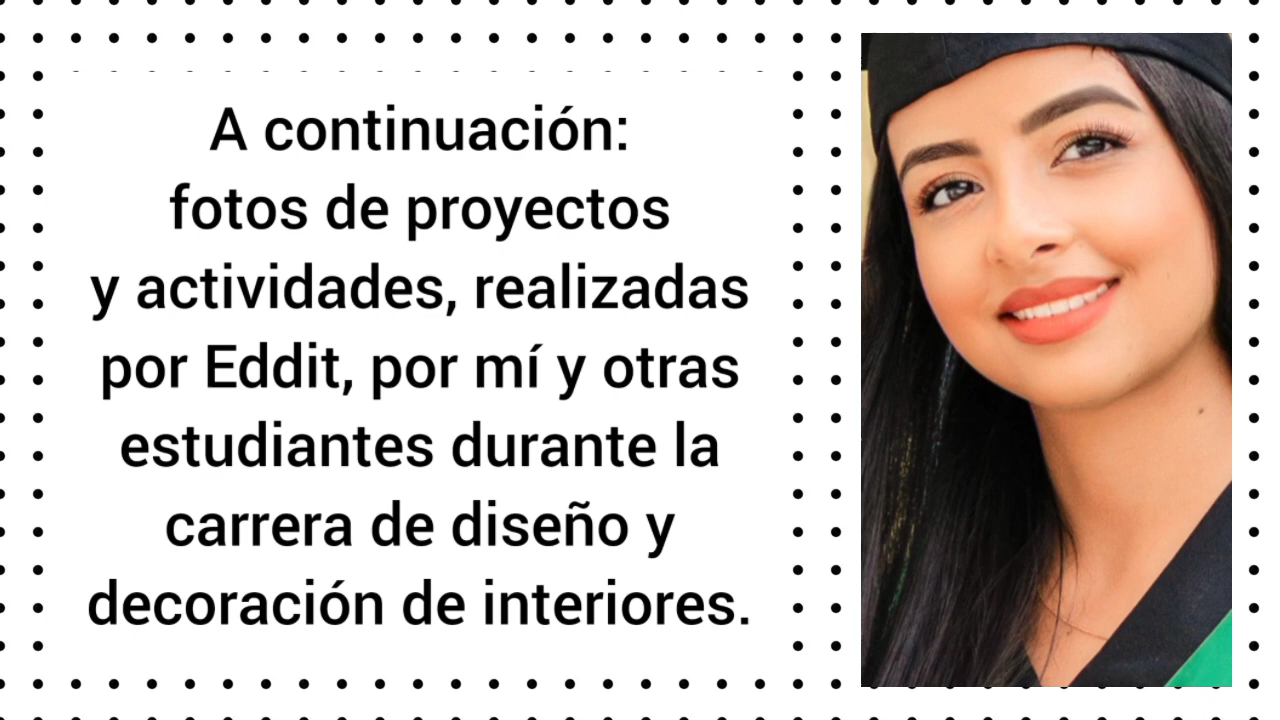 A continuación:
fotos de proyectos
y actividades, realizadas
por Eddit, por mí y otras
estudiantes durante la
carrera de diseño y
decoración de interiores.